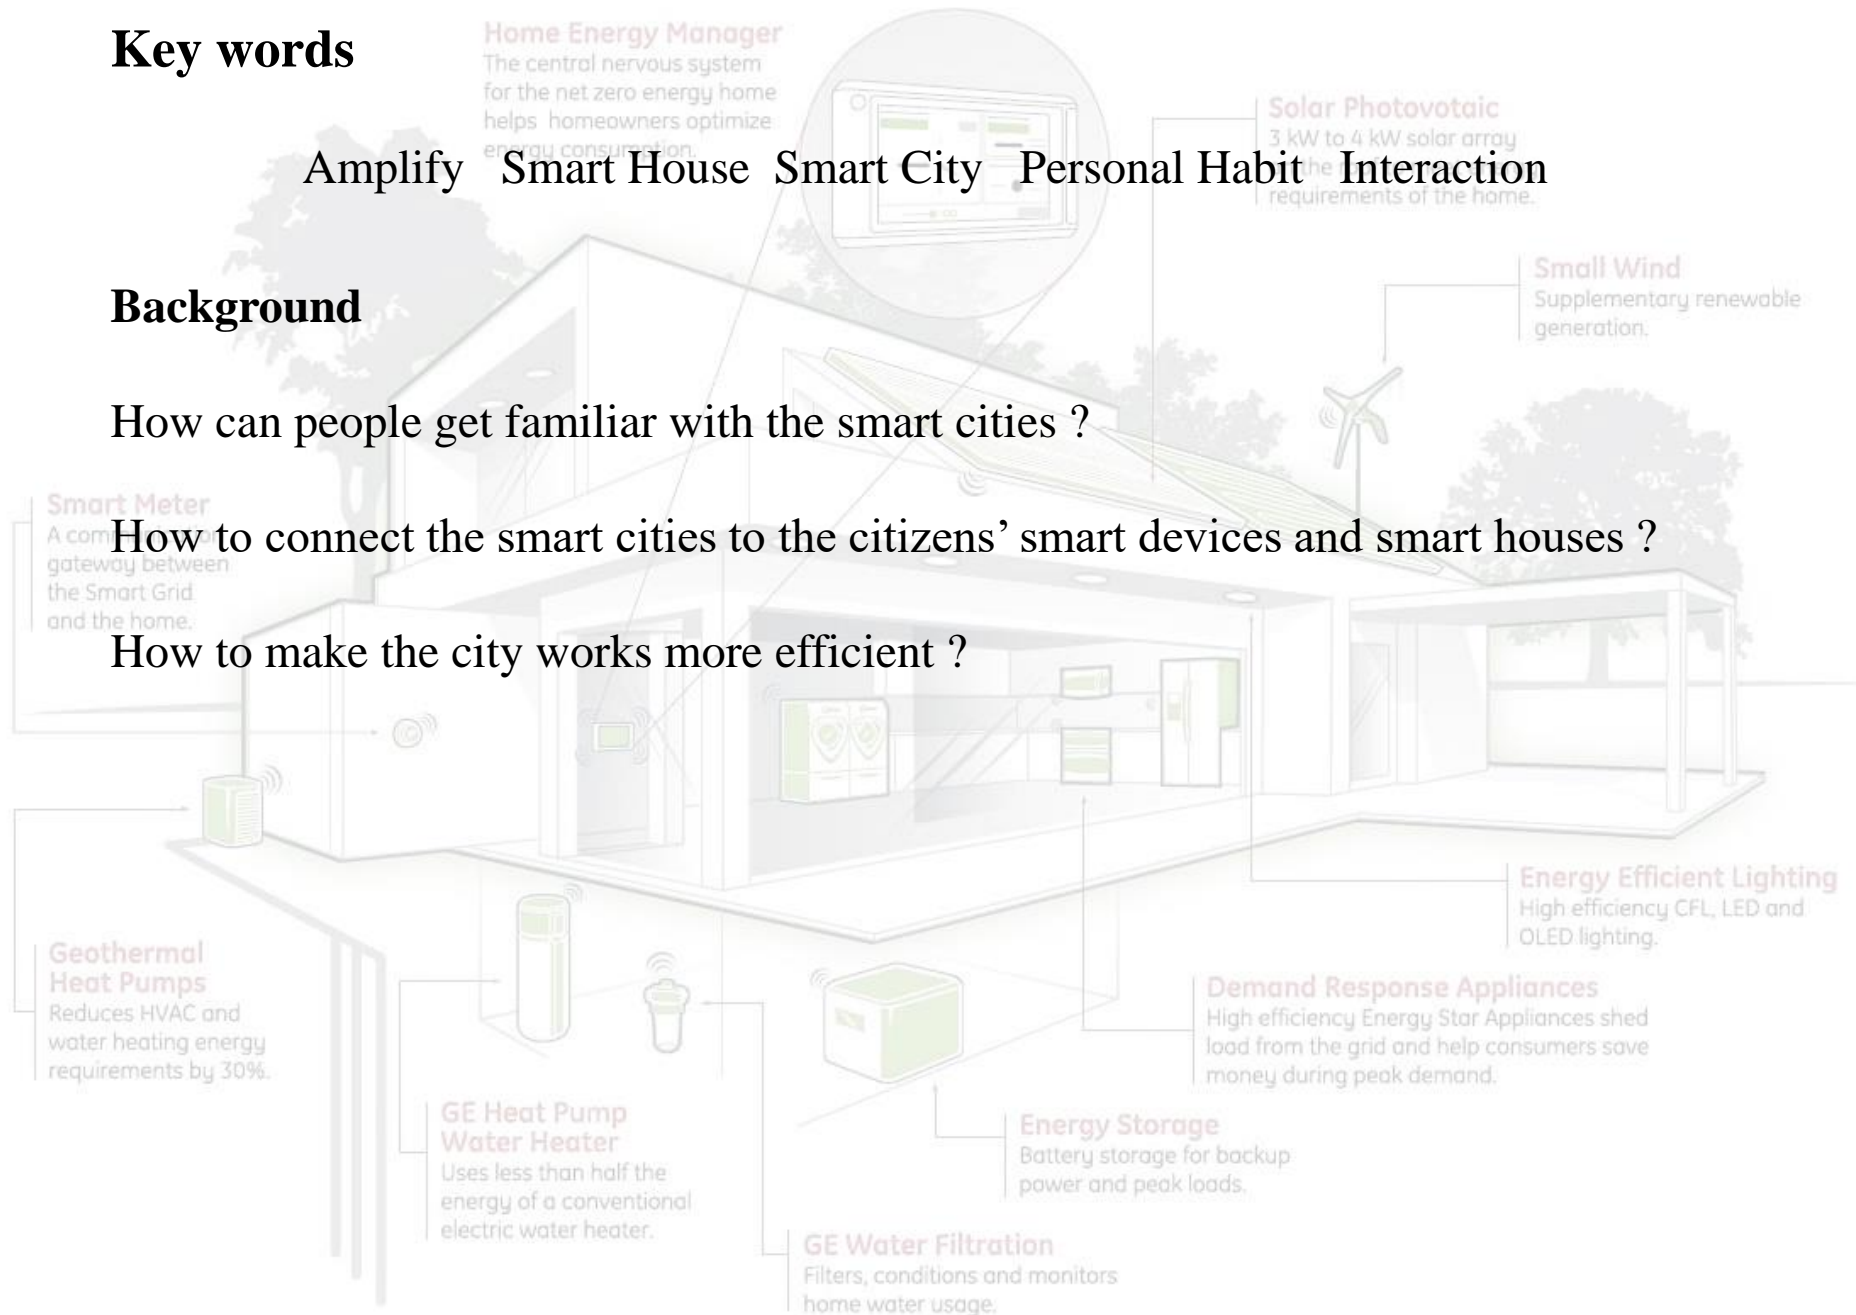 Key words
Home Energy Manager
The central nervous system
for the net zero energy home
helps homeowners optimize
energy consumption.
Solar Photovotaic
3 kW to 4 kW solar array
requirements of the home.
Amplify Smart House Smart City Personal Habit Interaction
Small Wind
Supplementary renewable
generation.
Background
How can people get familiar with the smart cities ?
Smart Meter
A communication
gateway between
the Smart Grid
and the home.
How to connect the smart cities to the citizens’ smart devices and smart houses ?
How to make the city works more efficient ?
Energy Efficient Lighting
High efficiency CFL, LED and
OLED lighting.
Geothermal
Heat Pumps
Reduces HVAC and
water heating energy
requirements by 30%.
Demand Response Appliances
High efficiency Energy Star Appliances shed
load from the grid and help consumers save
money during peak demand.
GE Heat Pump
Water Heater
Uses less than half the
energy of a conventional
electric water heater.
Energy Storage
Battery storage for backup
power and peak loads.
GE Water Filtration
Filters, conditions and monitors
home water usage.